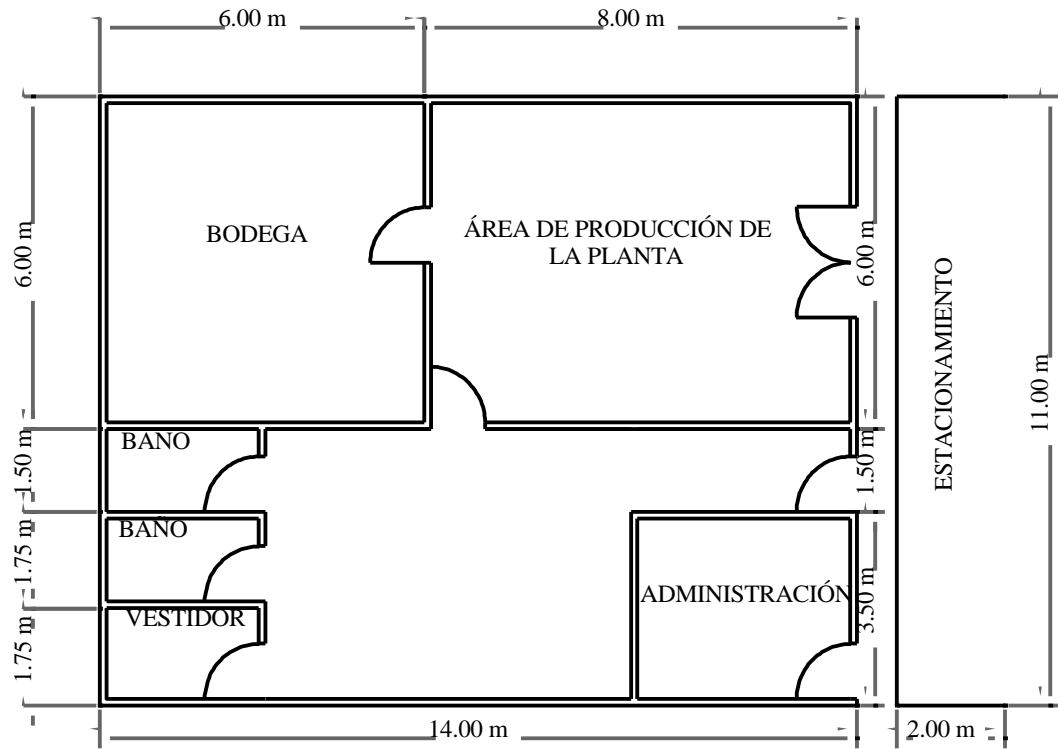 6.00 m
8.00 m
BODEGA
ÁREA DE PRODUCCIÓN DE
LA PLANTA
6.00 m
6.00 m
ESTACIONAMIENTO
11.00 m
BAÑO
1.50 m
1.50 m
BAÑO
1.75 m
ADMINISTRACIÓN
3.50 m
VESTIDOR
1.75 m
14.00 m
2.00 m